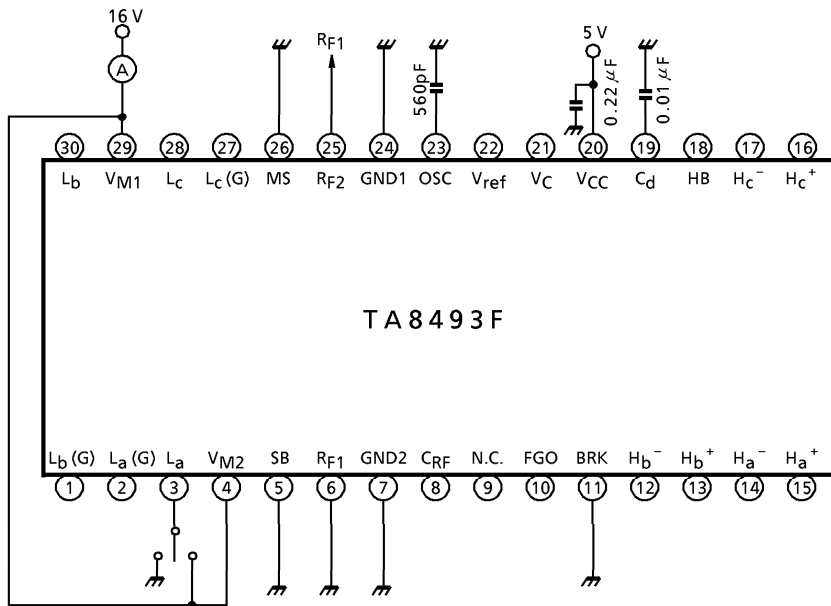 16 V
A
R_F1
560pF
5 V
0.22 μF
0.01 μF
30 29 28 27 26 25 24 23 22 21 20 19 18 17 16
L_b V_M1 L_c L_c (G) MS R_F2 GND1 OSC V_ref V_C V_CC C_d HB H_c⁻ H_c⁺
TA8493F
L_b (G) L_a (G) L_a V_M2 SB R_F1 GND2 C_RF N.C. FGO BRK H_b⁻ H_b⁺ H_a⁻ H_a⁺
1 2 3 4 5 6 7 8 9 10 11 12 13 14 15